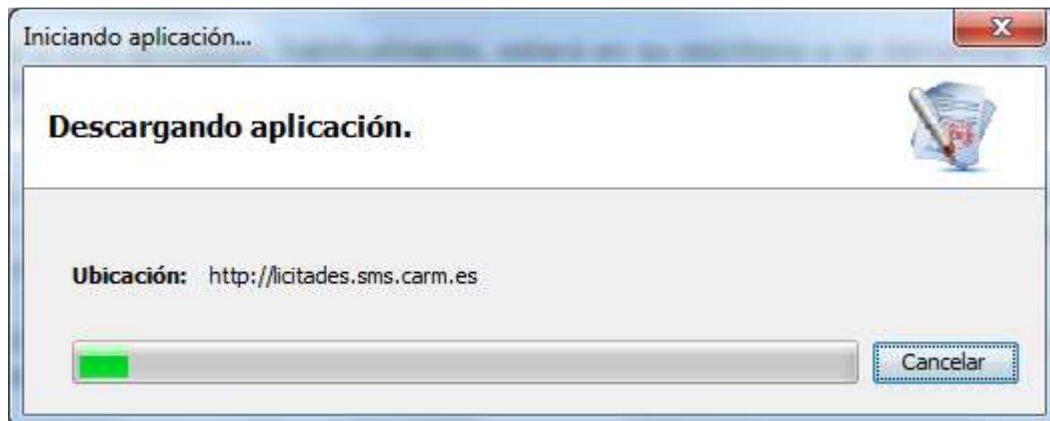 Iniciando aplicación...
Descargando aplicación.
Ubicación: http://licitades.sms.carm.es
Cancelar